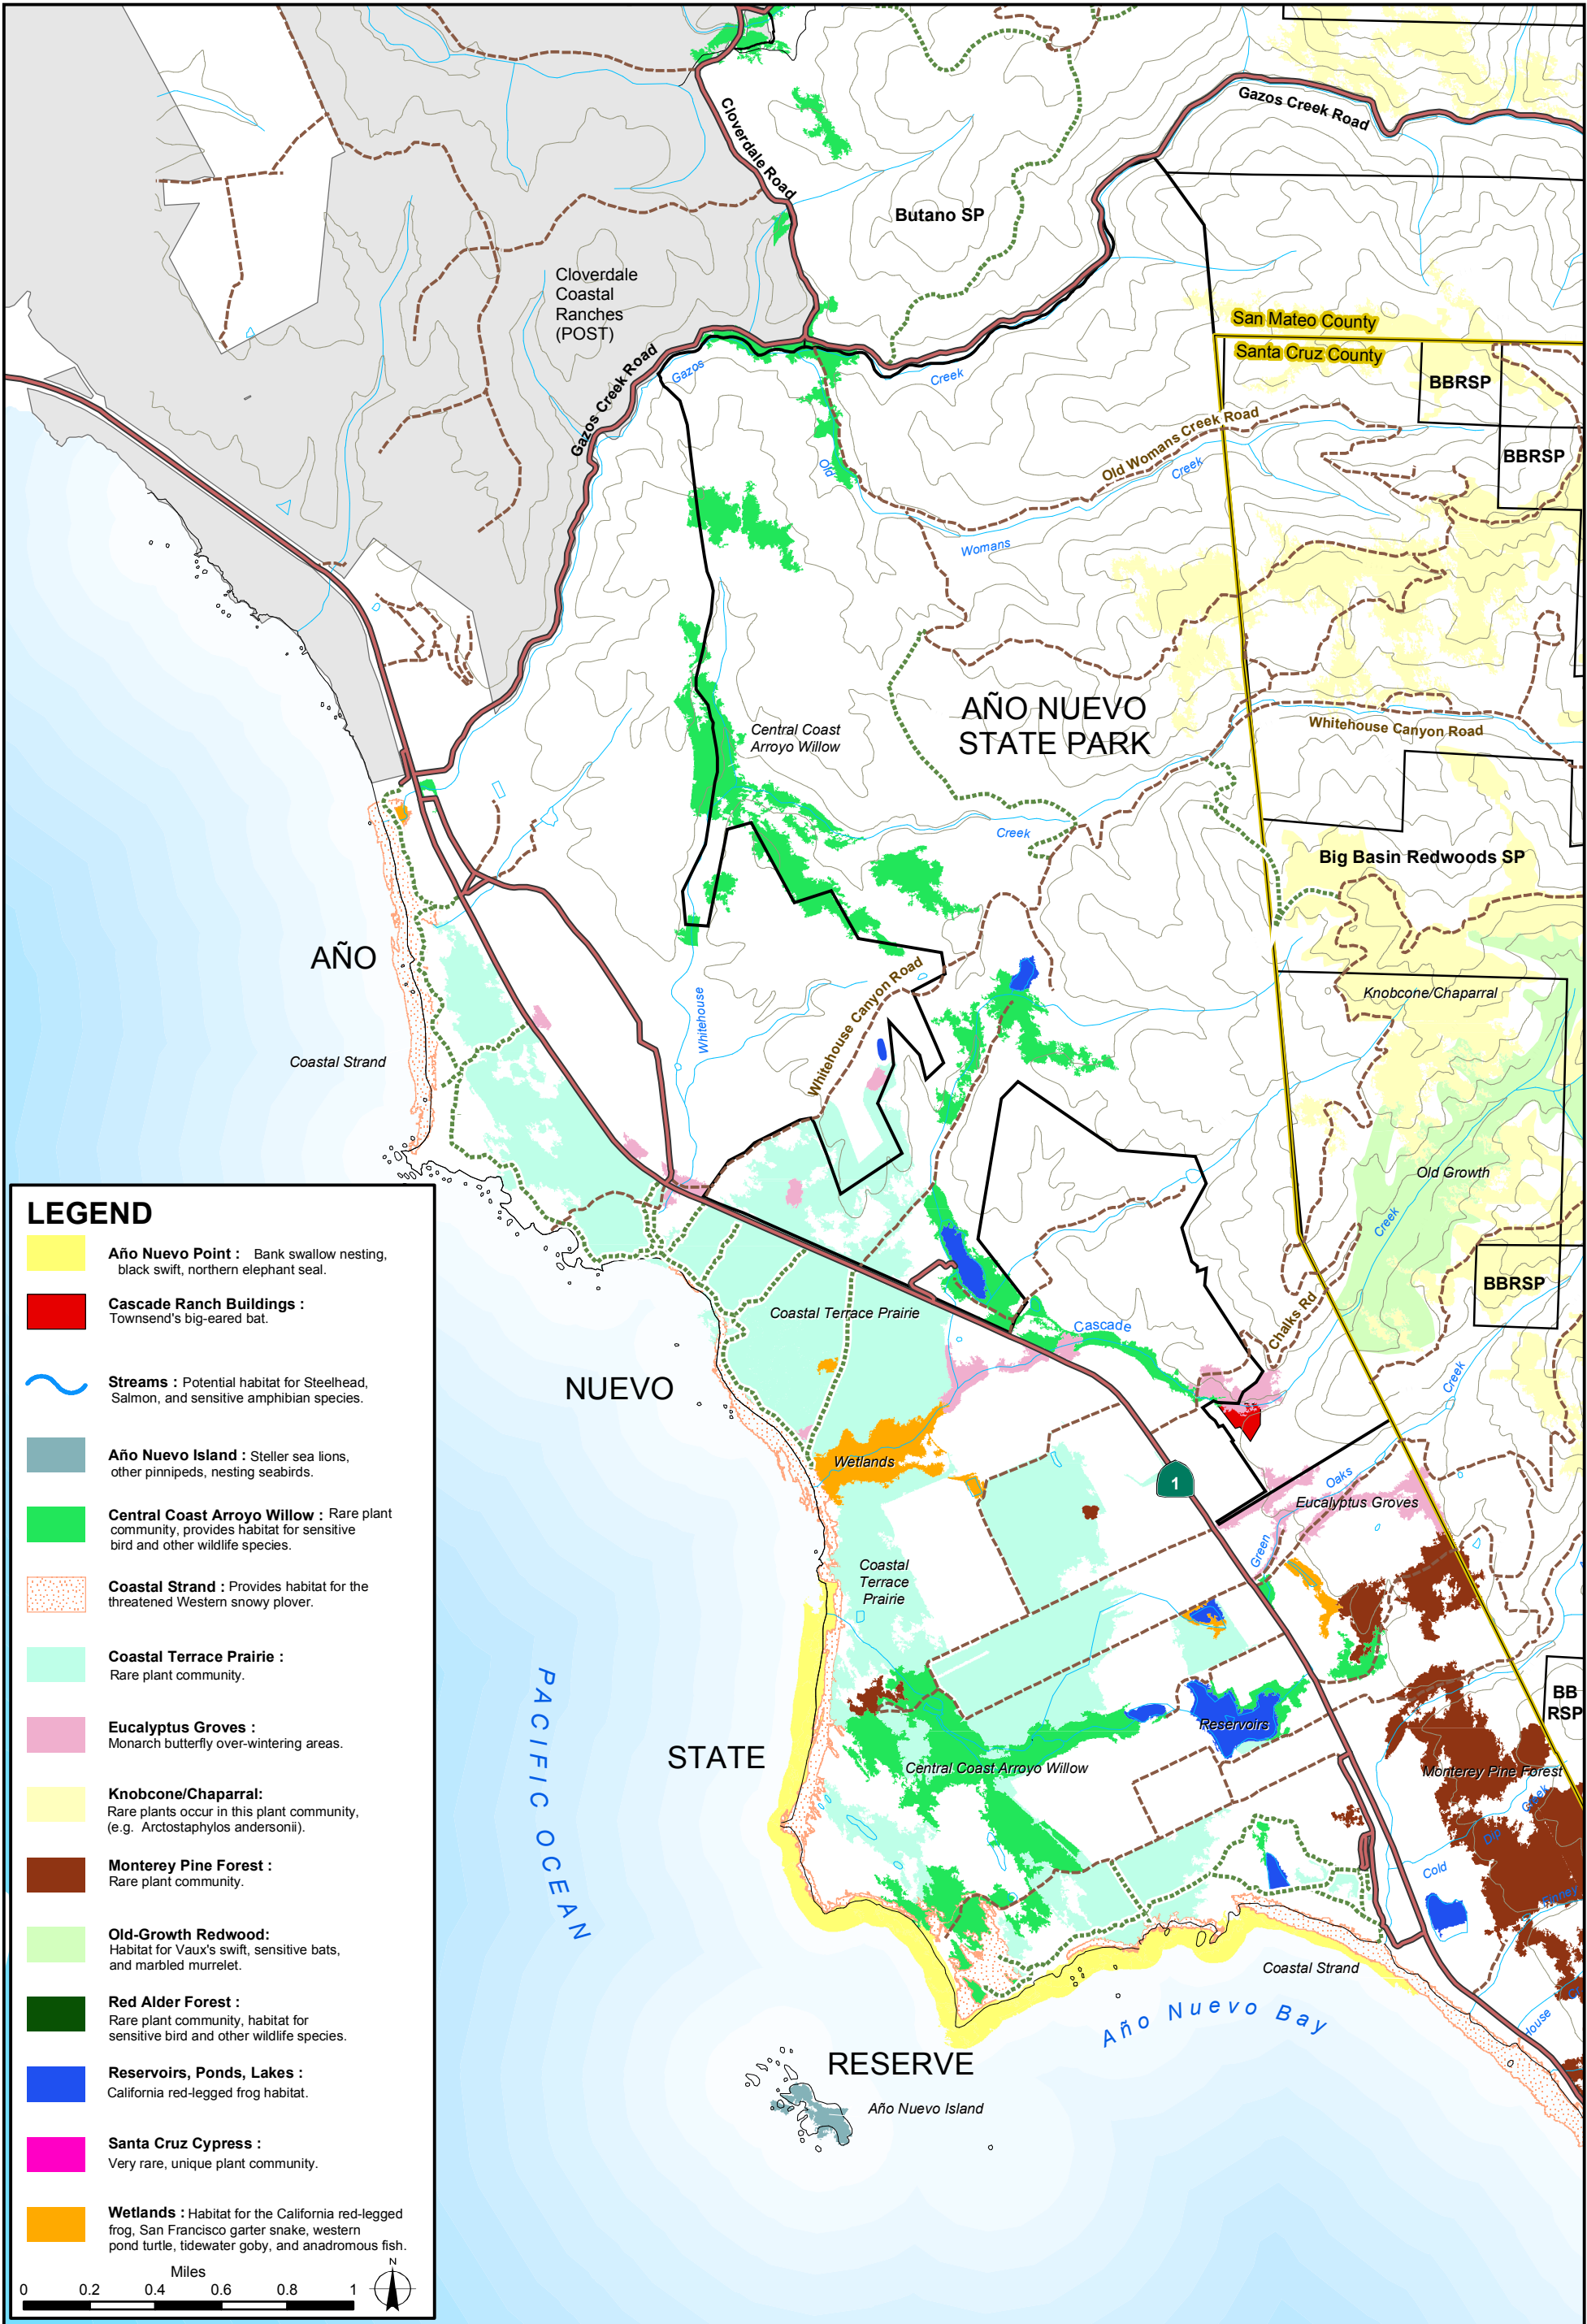 Gazos Creek Road
Cloverdale Road
Butano SP
Cloverdale
Coastal
Ranches
(POST)
San Mateo County
Santa Cruz County
Gazos Creek Road
Gazos
Creek
BBRSP
BBRSP
Old Womans Creek Road
Old
Womans
Creek
AÑO NUEVO
STATE PARK
Central Coast
Arroyo Willow
Whitehouse Canyon Road
Creek
Big Basin Redwoods SP
AÑO
Whitehouse Canyon Road
Whitehouse
Knobcone/Chaparral
Coastal Strand
Old Growth
Creek
BBRSP
Coastal Terrace Prairie
Cascade
Chalks Rd
NUEVO
Creek
Wetlands
1
Oaks
Eucalyptus Groves
Green
Coastal
Terrace
Prairie
BB
RSP
Reservoirs
STATE
Central Coast Arroyo Willow
Monterey Pine Forest
PACIFIC OCEAN
Creek
Dip
Cold
Finney
Coastal Strand
Año Nuevo Bay
House
RESERVE
Año Nuevo Island
LEGEND
Año Nuevo Point : Bank swallow nesting,
black swift, northern elephant seal.
Cascade Ranch Buildings :
Townsend's big-eared bat.
Streams : Potential habitat for Steelhead,
Salmon, and sensitive amphibian species.
Año Nuevo Island : Steller sea lions,
other pinnipeds, nesting seabirds.
Central Coast Arroyo Willow : Rare plant
community, provides habitat for sensitive
bird and other wildlife species.
Coastal Strand : Provides habitat for the
threatened Western snowy plover.
Coastal Terrace Prairie :
Rare plant community.
Eucalyptus Groves :
Monarch butterfly over-wintering areas.
Knobcone/Chaparral:
Rare plants occur in this plant community,
(e.g. Arctostaphylos andersonii).
Monterey Pine Forest :
Rare plant community.
Old-Growth Redwood:
Habitat for Vaux's swift, sensitive bats,
and marbled murrelet.
Red Alder Forest :
Rare plant community, habitat for
sensitive bird and other wildlife species.
Reservoirs, Ponds, Lakes :
California red-legged frog habitat.
Santa Cruz Cypress :
Very rare, unique plant community.
Wetlands : Habitat for the California red-legged
frog, San Francisco garter snake, western
pond turtle, tidewater goby, and anadromous fish.
Miles
0 0.2 0.4 0.6 0.8 1
N